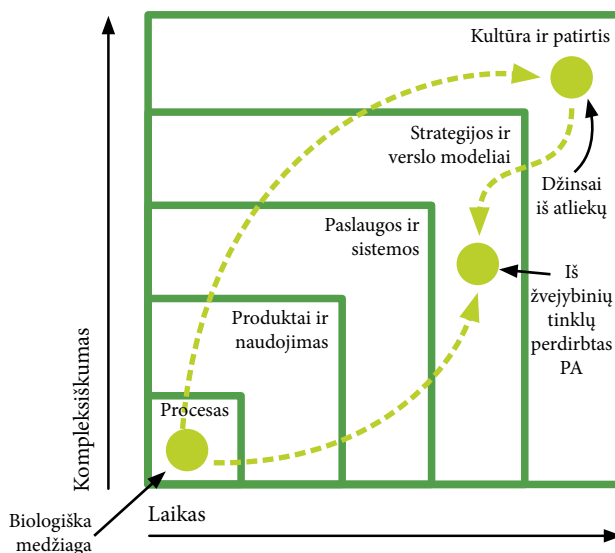 Kultūra ir patirtis
Strategijos ir
verslo modeliai
Džinsai
iš atliekų
Paslaugos ir
sistemos
Iš
žvejybinių
tinklų
perdirbtas
PA
Produktai ir
naudojimas
Procesas
Kompleksiškumas
Biologiška
medžiaga
Laikas